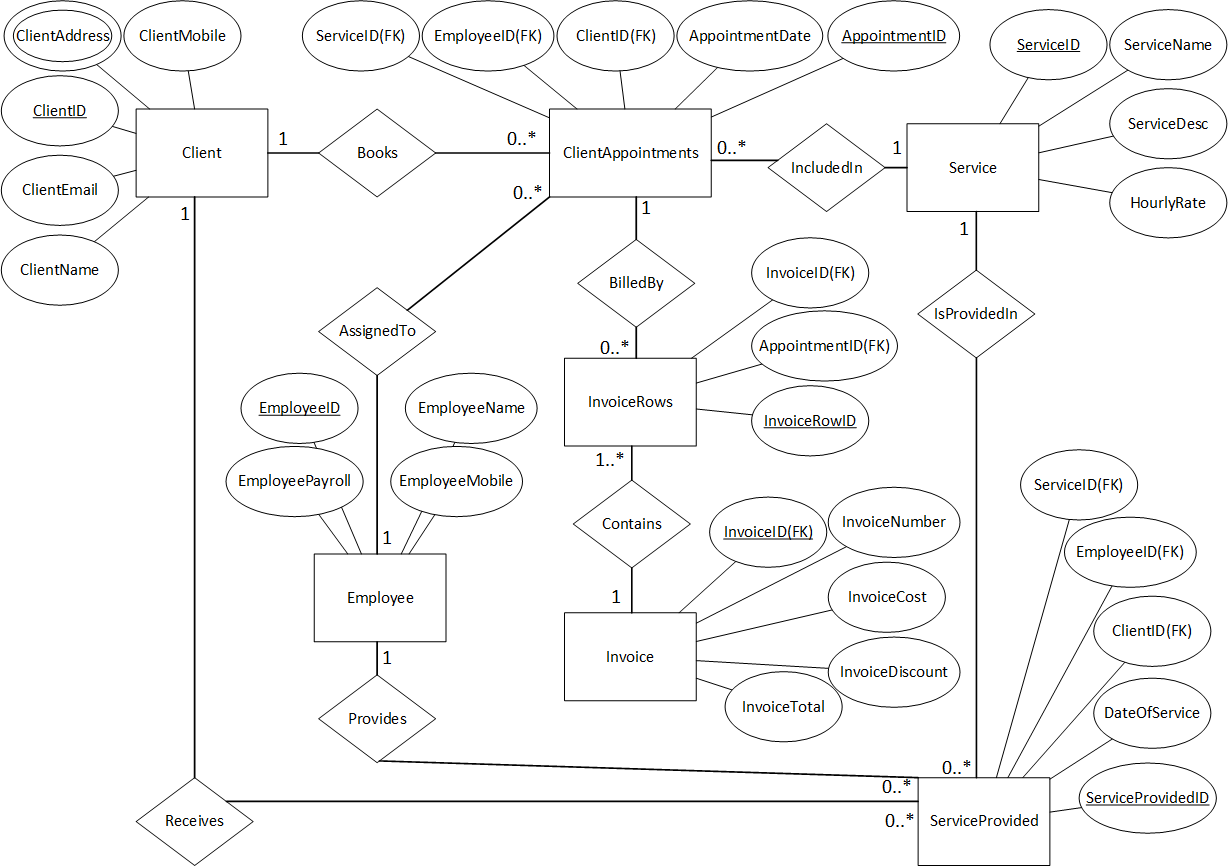 ClientAddress
ClientMobile
ServiceID(FK)
EmployeeID(FK)
ClientID(FK)
AppointmentDate
AppointmentID
ServiceID
ServiceName
ClientID
ServiceDesc
Client
1
Books
0..*
ClientAppointments
0..*
IncludedIn
1
Service
ClientEmail
HourlyRate
1
0..*
1
1
ClientName
BilledBy
InvoiceID(FK)
IsProvidedIn
AssignedTo
0..*
AppointmentID(FK)
EmployeeID
EmployeeName
InvoiceRows
InvoiceRowID
EmployeePayroll
EmployeeMobile
1..*
ServiceID(FK)
1
Contains
InvoiceID(FK)
InvoiceNumber
EmployeeID(FK)
Employee
1
InvoiceCost
ClientID(FK)
1
Invoice
InvoiceDiscount
InvoiceTotal
DateOfService
Provides
0..*
0..*
ServiceProvidedID
Receives
0..*
ServiceProvided